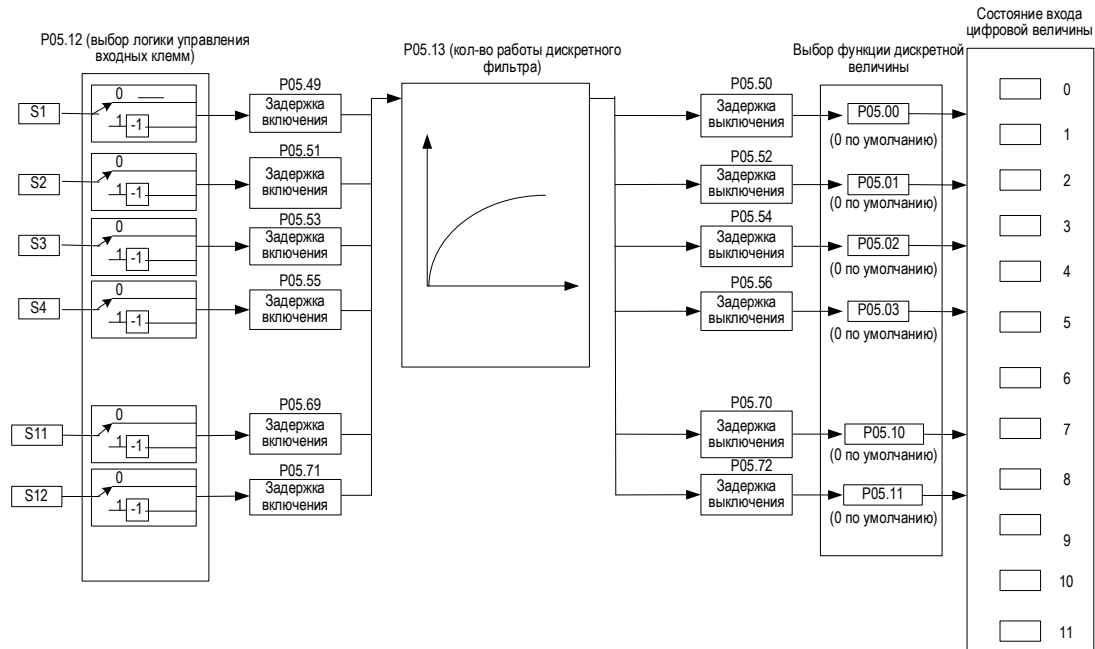 Состояние входа
цифровой величины
P05.12 (выбор логики управления
входных клемм)
P05.13 (кол-во работы дискретного
фильтра)
Выбор функции дискретной
величины
S1
0
1
-1
P05.49
Задержка
включения
P05.50
Задержка
выключения
P05.00
(0 по умолчанию)
S2
0
1
-1
P05.51
Задержка
включения
P05.52
Задержка
выключения
P05.01
(0 по умолчанию)
S3
0
1
-1
P05.53
Задержка
включения
P05.54
Задержка
выключения
P05.02
(0 по умолчанию)
S4
0
1
-1
P05.55
Задержка
включения
P05.56
Задержка
выключения
P05.03
(0 по умолчанию)
S11
0
1
-1
P05.69
Задержка
включения
P05.70
Задержка
выключения
P05.10
(0 по умолчанию)
S12
0
1
-1
P05.71
Задержка
включения
P05.72
Задержка
выключения
P05.11
(0 по умолчанию)
0
1
2
3
4
5
6
7
8
9
10
11